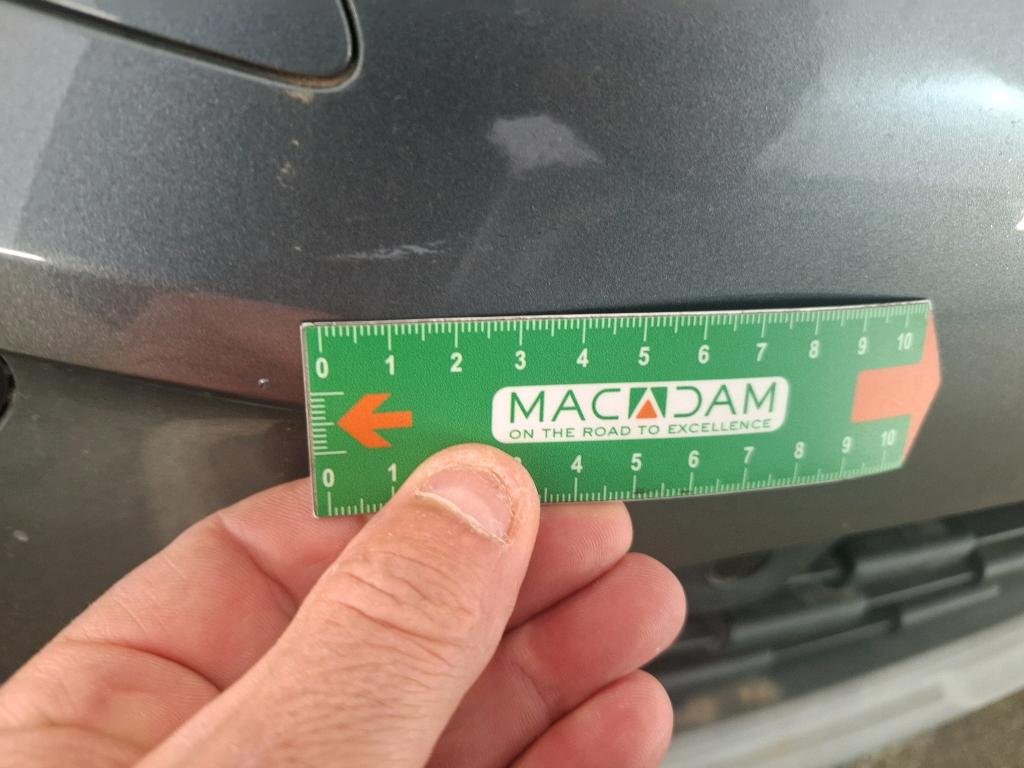 0 1 2 3 4 5 6 7 8 9 10
MACADAM
ON THE ROAD TO EXCELLENCE
0 1 3 4 5 6 7 8 9 10